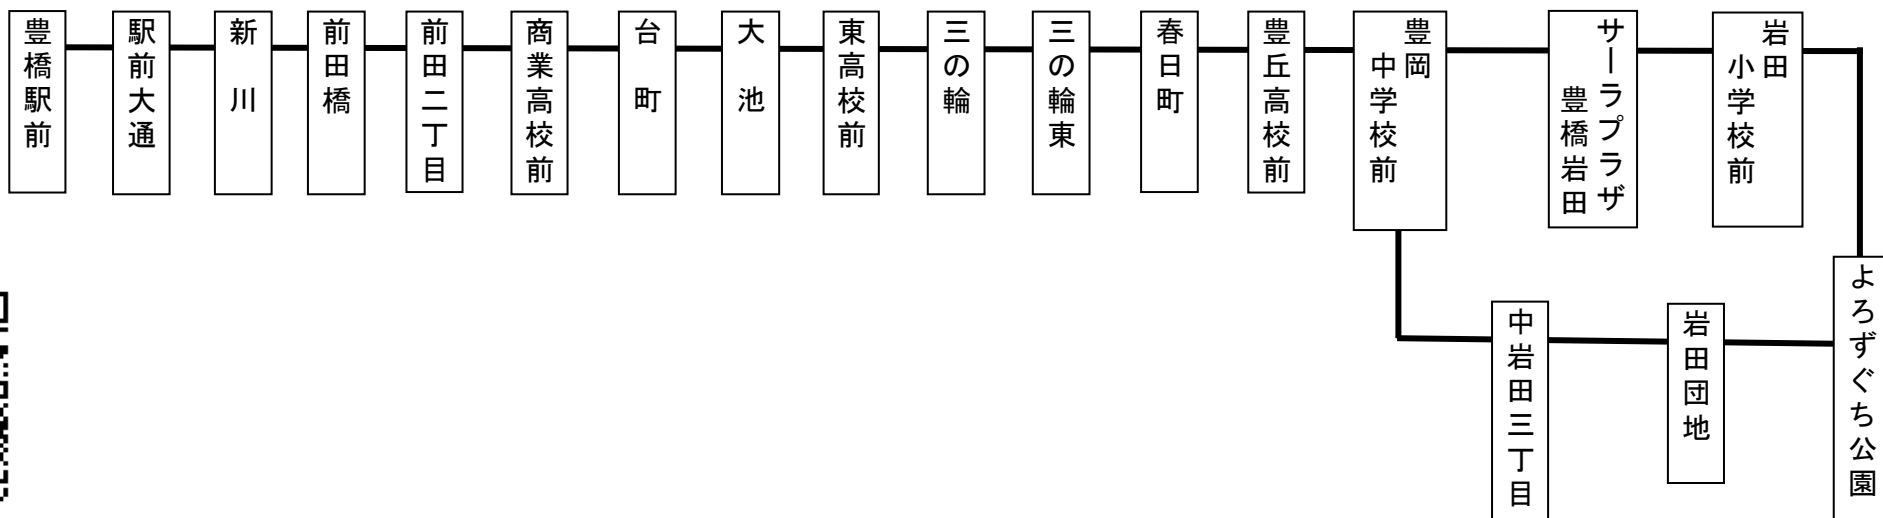 豊橋駅前
駅前大通
新川
前田橋
前田二丁目
商業高校前
台町
大池
東高校前
三の輪
三の輪東
春日町
豊丘高校前
豊岡
中学校前
サーラプラザ
豊橋岩田
岩田
小学校前
よろずぐち公園
岩田団地
中岩田三丁目